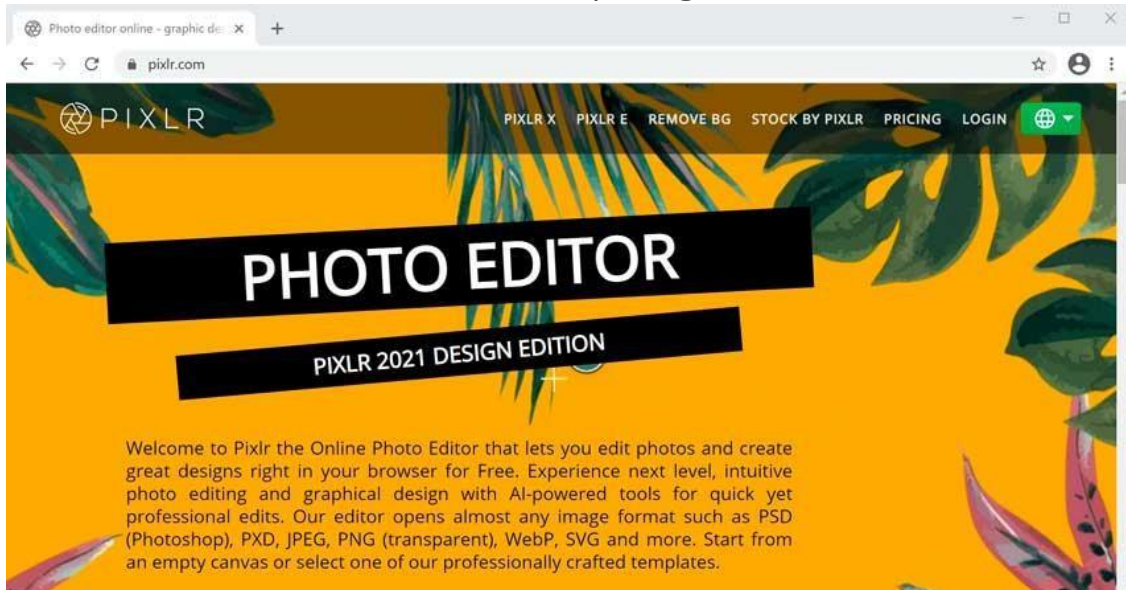 Photo editor online - graphic de
pixlr.com
PIXLR
PIXLR X PIXLR E REMOVE BG STOCK BY PIXLR PRICING LOGIN
PHOTO EDITOR
PIXLR 2021 DESIGN EDITION
Welcome to Pixlr the Online Photo Editor that lets you edit photos and create
great designs right in your browser for Free. Experience next level, intuitive
photo editing and graphical design with AI-powered tools for quick yet
professional edits. Our editor opens almost any image format such as PSD
(Photoshop), PXD, JPEG, PNG (transparent), WebP, SVG and more. Start from
an empty canvas or select one of our professionally crafted templates.